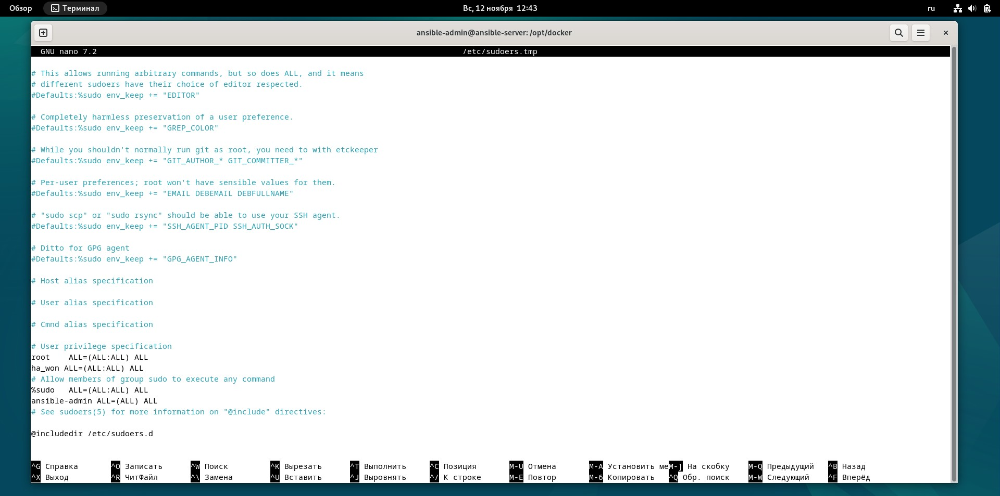 Обзор Терминал Вс, 12 ноября 12:43 ru
ansible-admin@ansible-server: /opt/docker
GNU nano 7.2 /etc/sudoers.tmp
# This allows running arbitrary commands, but so does ALL, and it means
# different sudoers have their choice of editor respected.
#Defaults:%sudo env_keep += "EDITOR"
# Completely harmless preservation of a user preference.
#Defaults:%sudo env_keep += "GREP_COLOR"
# While you shouldn't normally run git as root, you need to with etckeeper
#Defaults:%sudo env_keep += "GIT_AUTHOR_* GIT_COMMITTER_*"
# Per-user preferences; root won't have sensible values for them.
#Defaults:%sudo env_keep += "EMAIL DEBEMAIL DEBFULLNAME"
# "sudo scp" or "sudo rsync" should be able to use your SSH agent.
#Defaults:%sudo env_keep += "SSH_AGENT_PID SSH_AUTH_SOCK"
# Ditto for GPG agent
#Defaults:%sudo env_keep += "GPG_AGENT_INFO"
# Host alias specification
# User alias specification
# Cmnd alias specification
# User privilege specification
root    ALL=(ALL:ALL) ALL
ha_won ALL=(ALL:ALL) ALL
# Allow members of group sudo to execute any command
%sudo   ALL=(ALL:ALL) ALL
ansible-admin ALL=(ALL) ALL
# See sudoers(5) for more information on "@include" directives:
@includedir /etc/sudoers.d
^G Справка ^O Записать ^W Поиск ^K Вырезать ^T Выполнить ^C Позиция M-U Отмена M-A Установить меM-] На скобку M-Q Предыдущий ^B Назад
^X Выход ^R ЧитФайл ^\ Замена ^U Вставить ^J Выровнять ^/ К строке M-E Повтор M-6 Копировать ^Q Обр. поиск M-W Следующий ^F Вперёд